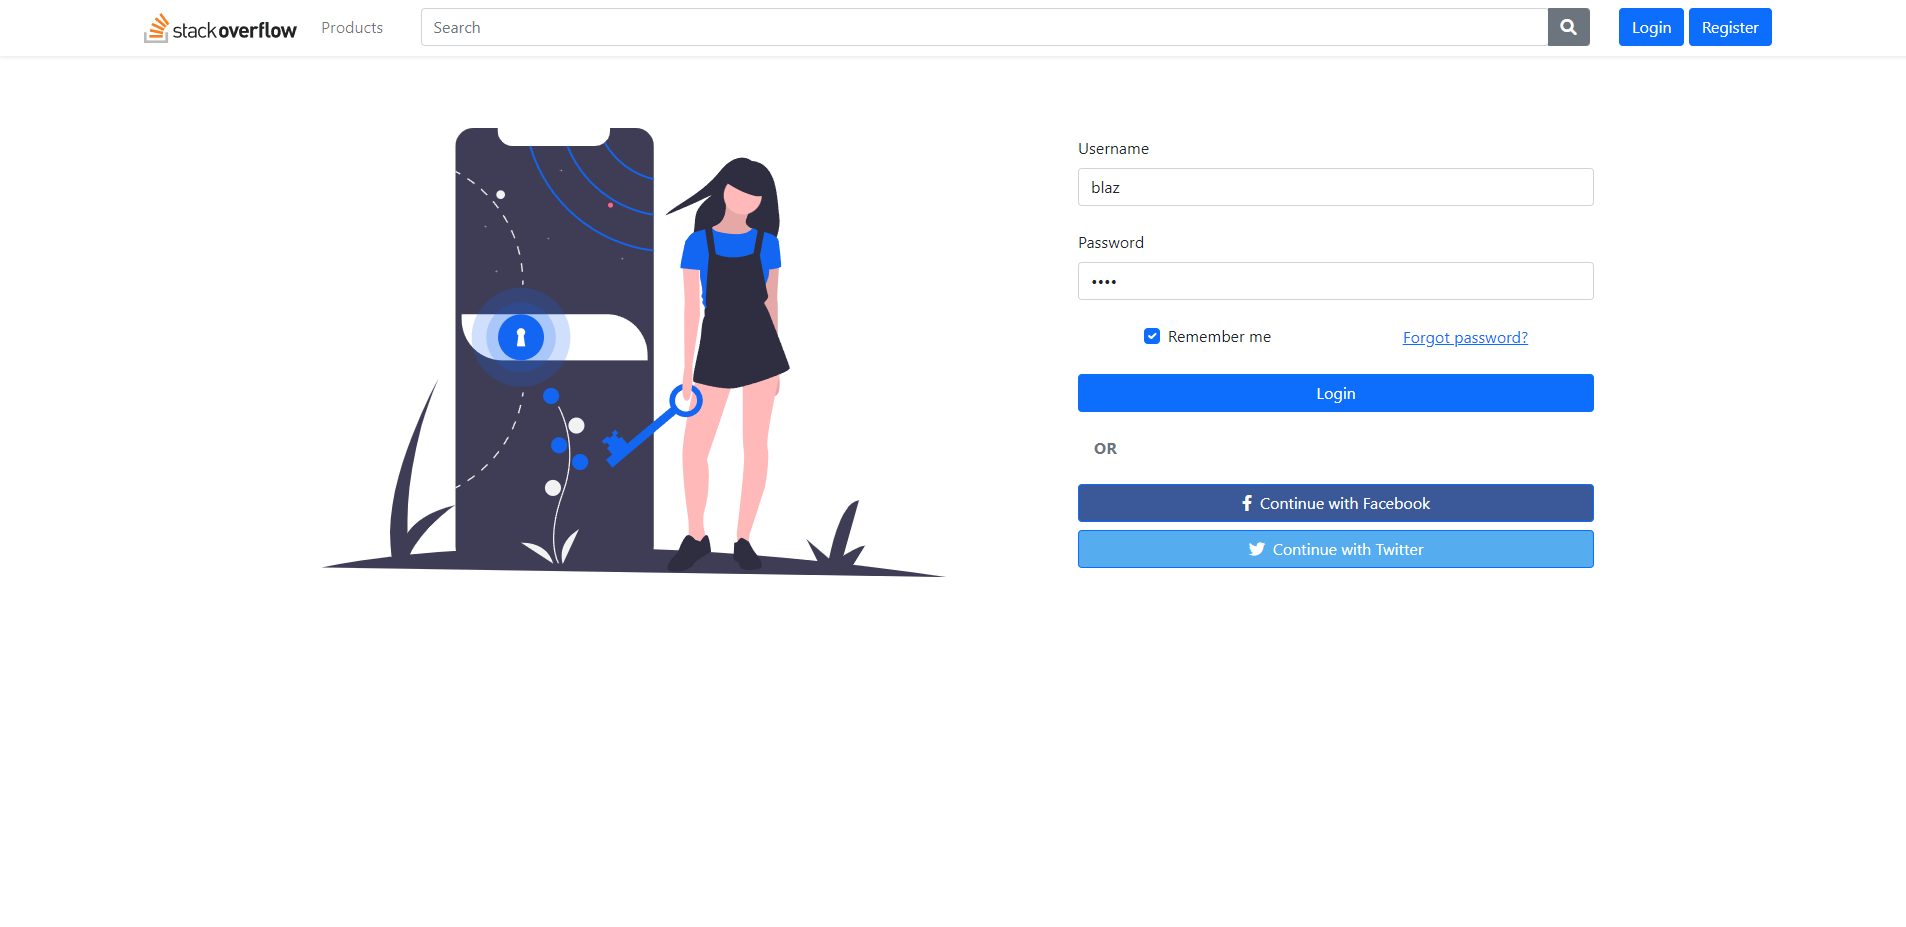 stackoverflow Products Search Login Register
Username
blaz
Password
••••
Remember me Forgot password?
Login
OR
Continue with Facebook
Continue with Twitter